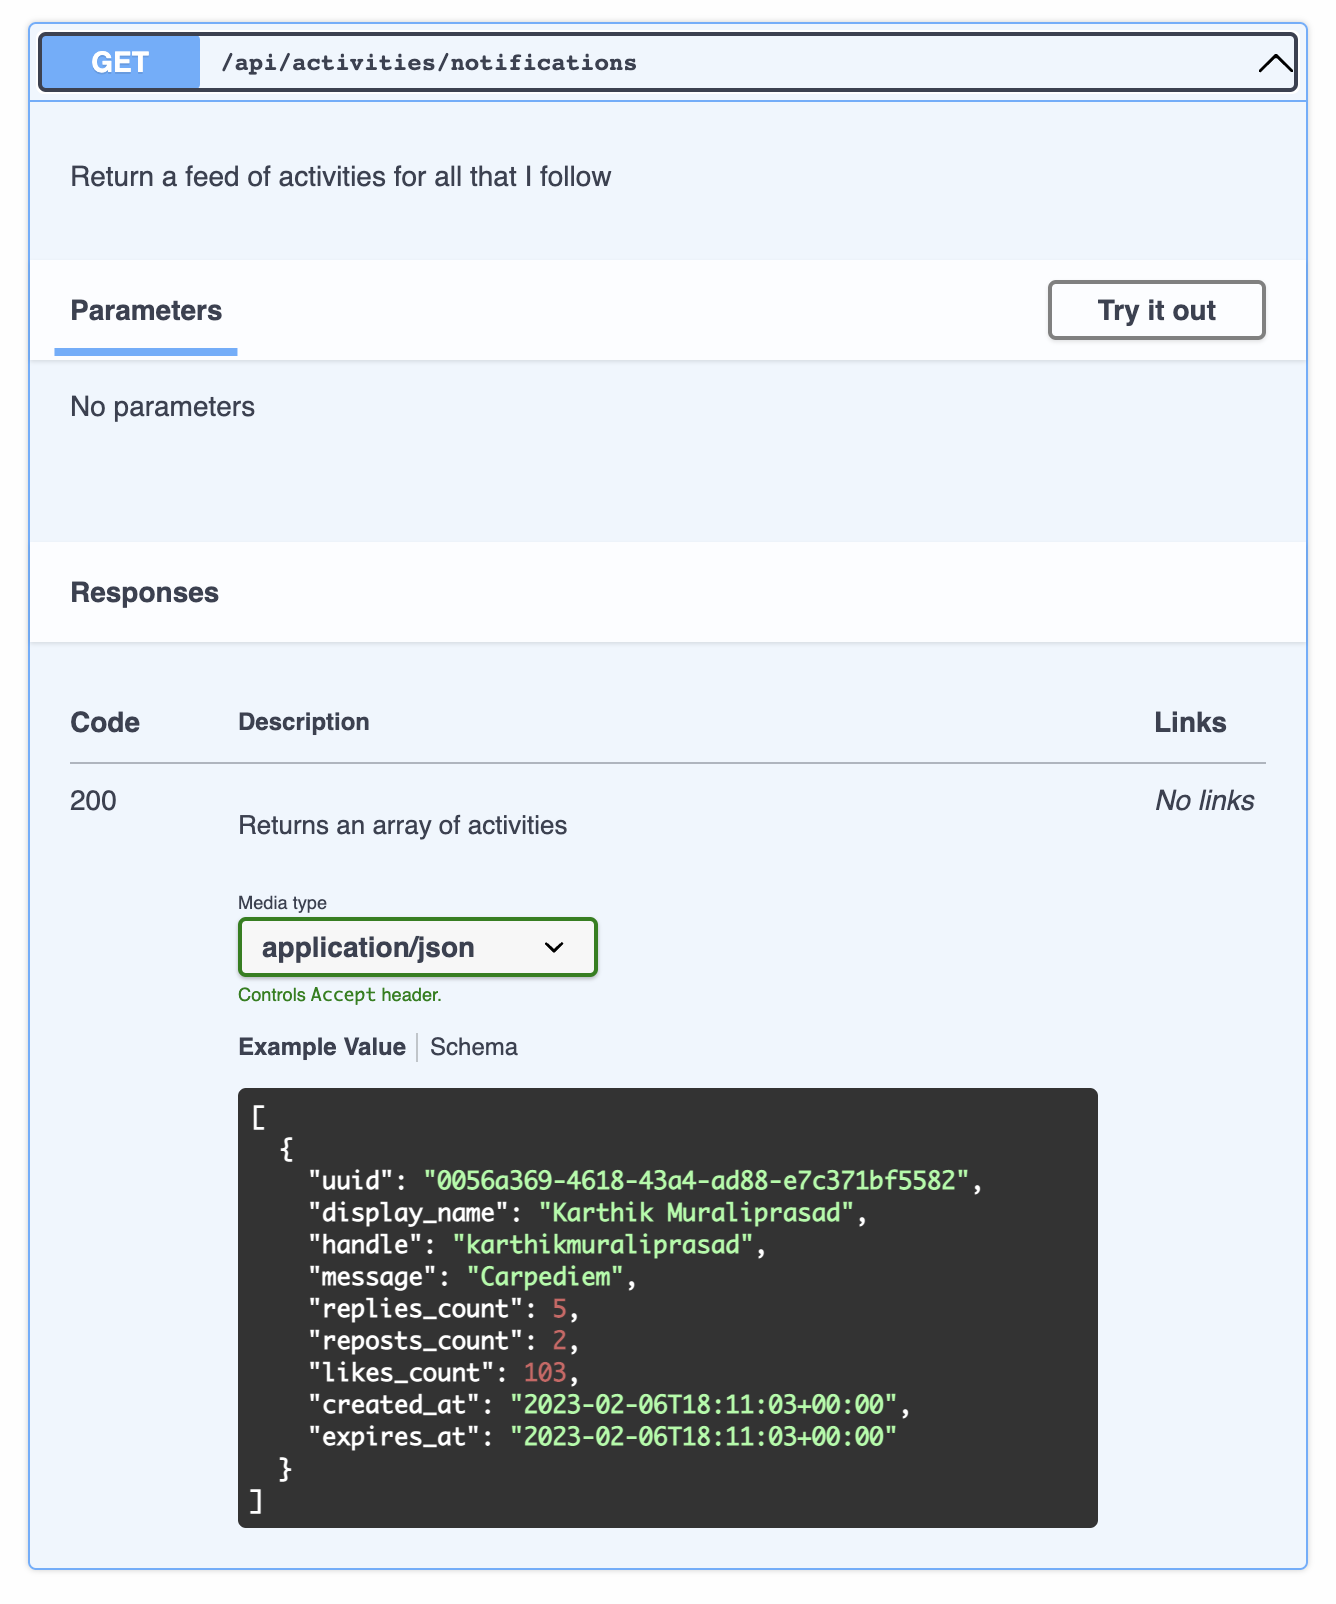 GET /api/activities/notifications
Return a feed of activities for all that I follow
Parameters
Try it out
No parameters
Responses
Code Description Links
200
Returns an array of activities
No links
Media type
application/json
Controls Accept header.
Example Value Schema
[
  {
    "uuid": "0056a369-4618-43a4-ad88-e7c371bf5582",
    "display_name": "Karthik Muraliprasad",
    "handle": "karthikmuraliprasad",
    "message": "Carpediem",
    "replies_count": 5,
    "reposts_count": 2,
    "likes_count": 103,
    "created_at": "2023-02-06T18:11:03+00:00",
    "expires_at": "2023-02-06T18:11:03+00:00"
  }
]